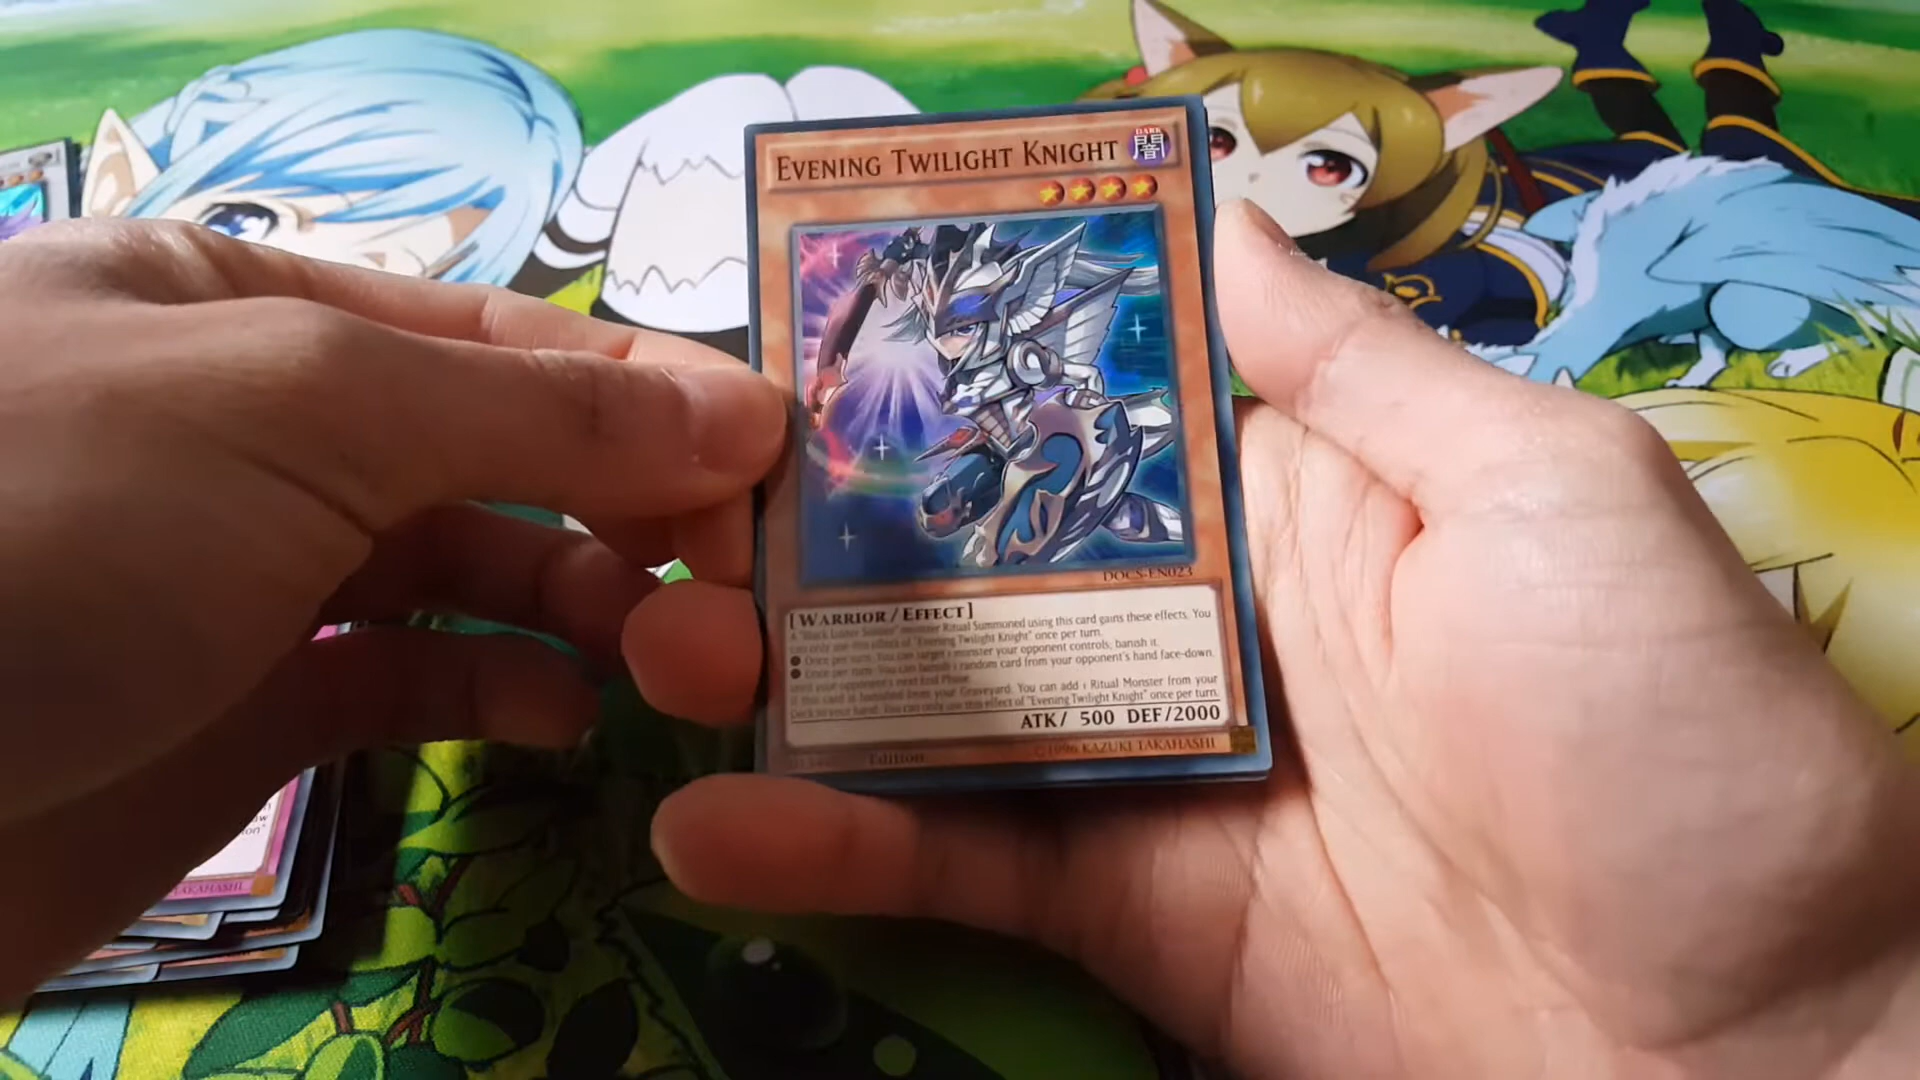 EVENING TWILIGHT KNIGHT
DARK
闇
DOCS-EN023
[WARRIOR / EFFECT]
A "Black Luster Soldier" monster Ritual Summoned using this card gains these effects. You
can only use this effect of "Evening Twilight Knight" once per turn.
● Once per turn: You can target 1 monster your opponent controls; banish it.
● Once per turn: You can banish 1 random card from your opponent's hand face-down,
until your opponent's next End Phase.
If this card is banished from your Graveyard: You can add 1 Ritual Monster from your
Deck to your hand. You can only use this effect of "Evening Twilight Knight" once per turn.
ATK/ 500 DEF/2000
Edition
©1996 KAZUKI TAKAHASHI
TAKAHASHI